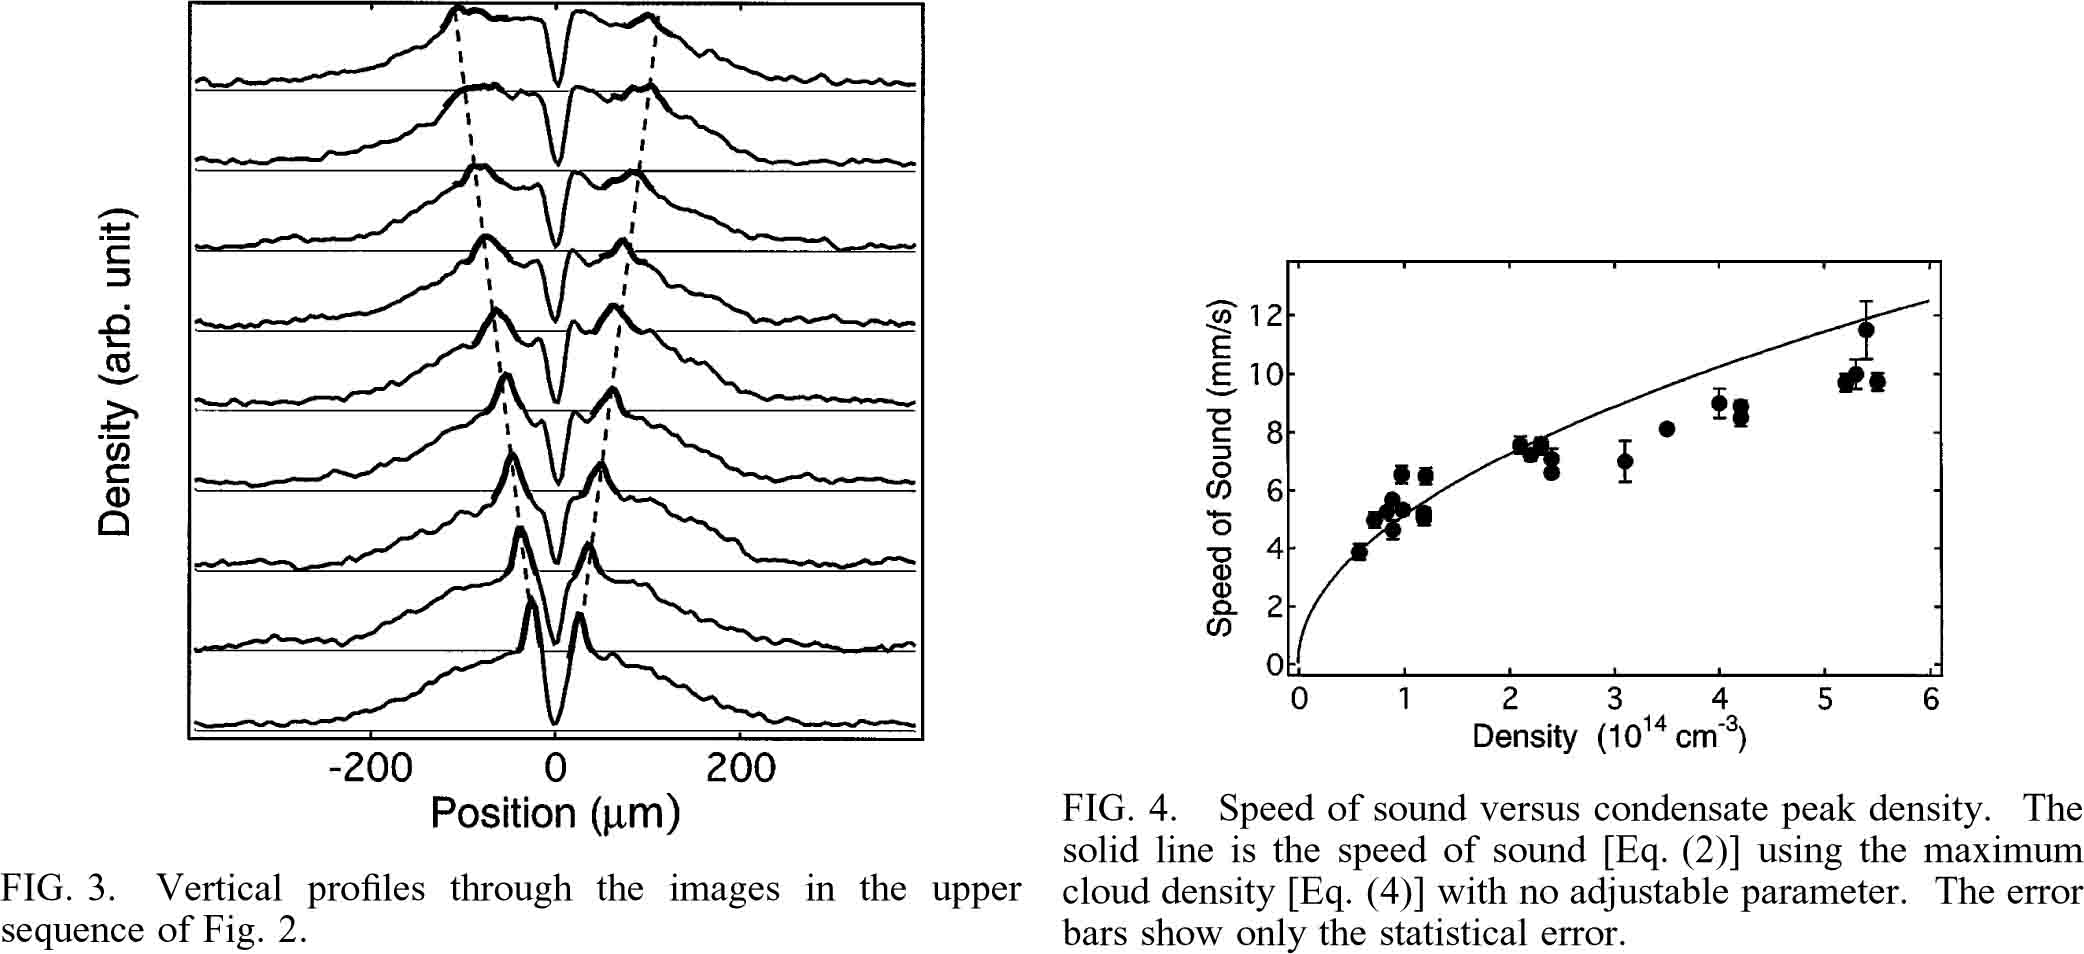 Density (arb. unit)
-200 0 200
Position (μm)
FIG. 3. Vertical profiles through the images in the upper
sequence of Fig. 2.
Speed of Sound (mm/s)
12
10
8
6
4
2
0
0 1 2 3 4 5 6
Density (10¹⁴ cm⁻³)
FIG. 4. Speed of sound versus condensate peak density. The
solid line is the speed of sound [Eq. (2)] using the maximum
cloud density [Eq. (4)] with no adjustable parameter. The error
bars show only the statistical error.